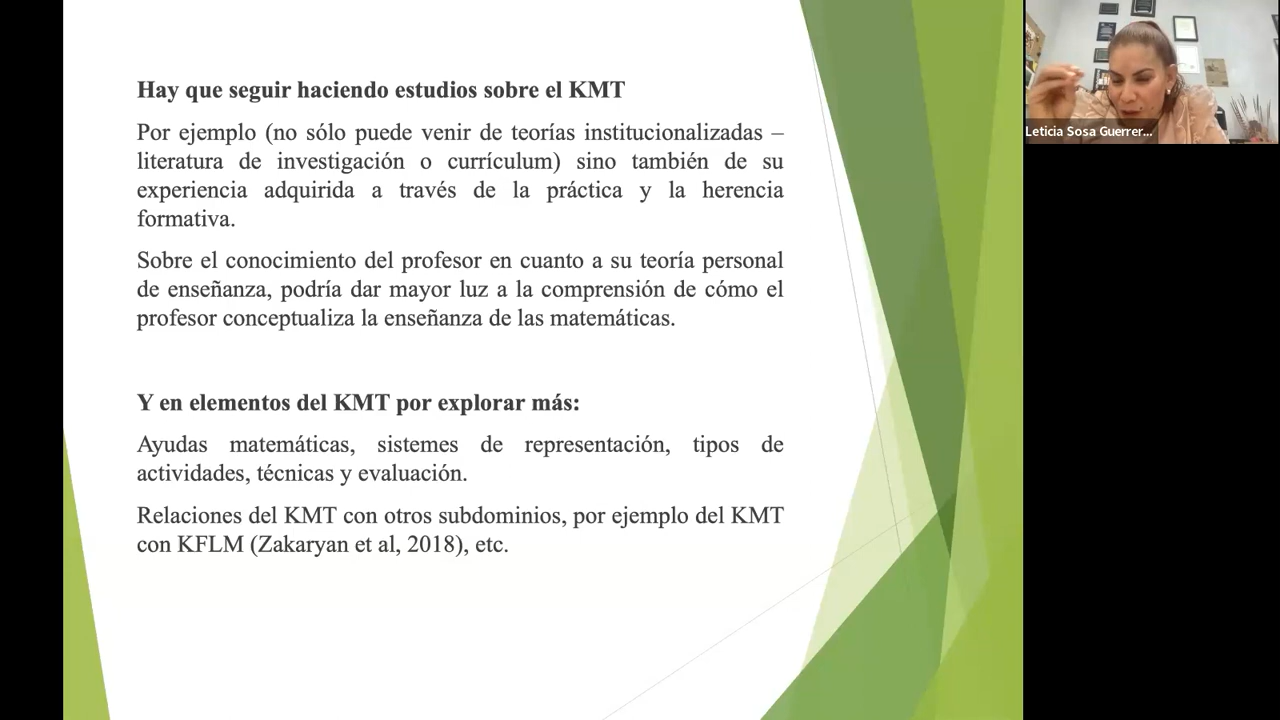 Hay que seguir haciendo estudios sobre el KMT
Por ejemplo (no sólo puede venir de teorías institucionalizadas –
literatura de investigación o currículum) sino también de su
experiencia adquirida a través de la práctica y la herencia
formativa.
Sobre el conocimiento del profesor en cuanto a su teoría personal
de enseñanza, podría dar mayor luz a la comprensión de cómo el
profesor conceptualiza la enseñanza de las matemáticas.
Y en elementos del KMT por explorar más:
Ayudas matemáticas, sistemes de representación, tipos de
actividades, técnicas y evaluación.
Relaciones del KMT con otros subdominios, por ejemplo del KMT
con KFLM (Zakaryan et al, 2018), etc.
Leticia Sosa Guerrer...